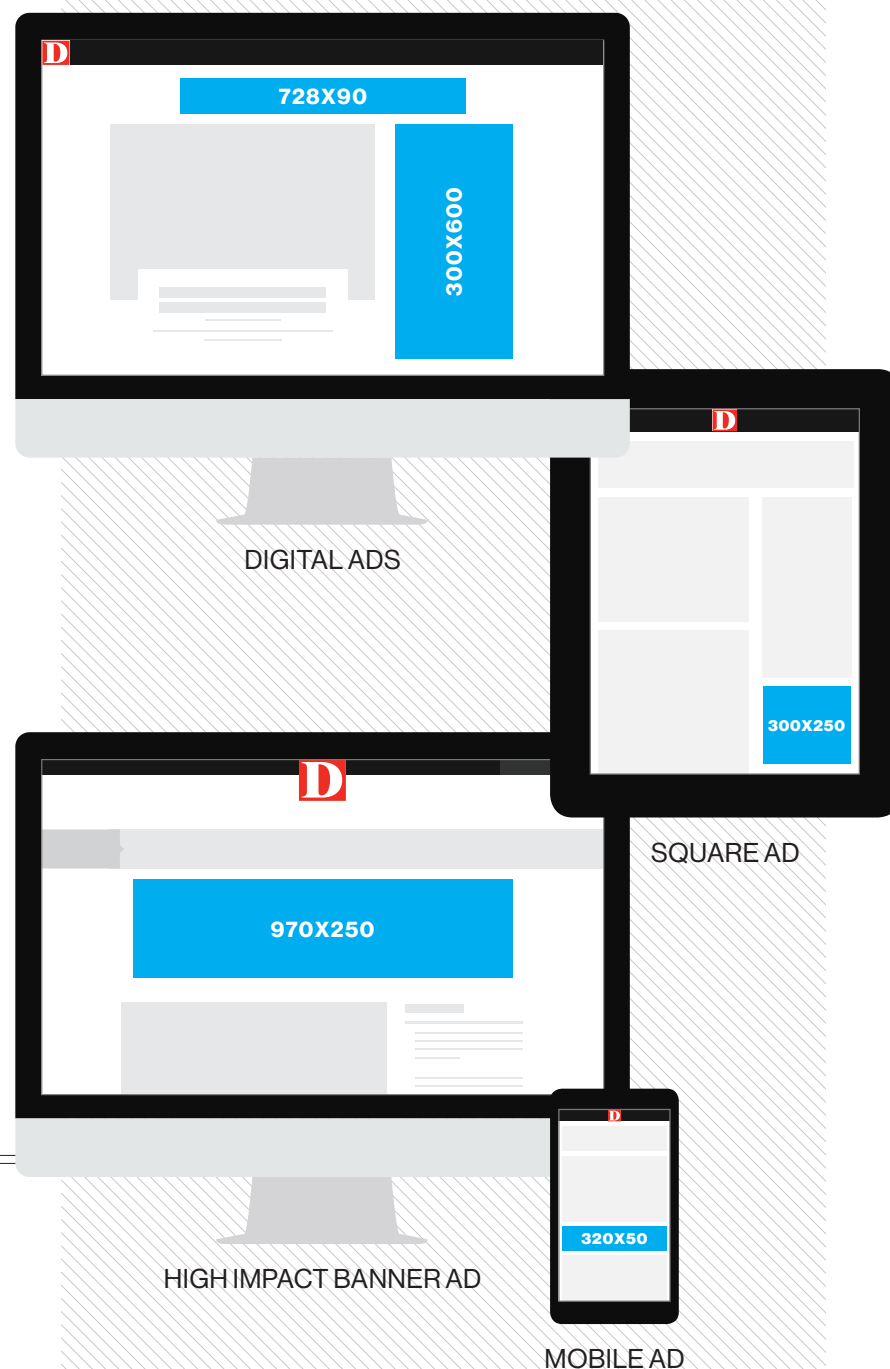 D
728X90
300X600
DIGITAL ADS
D
300X250
SQUARE AD
D
970X250
HIGH IMPACT BANNER AD
D
320X50
MOBILE AD